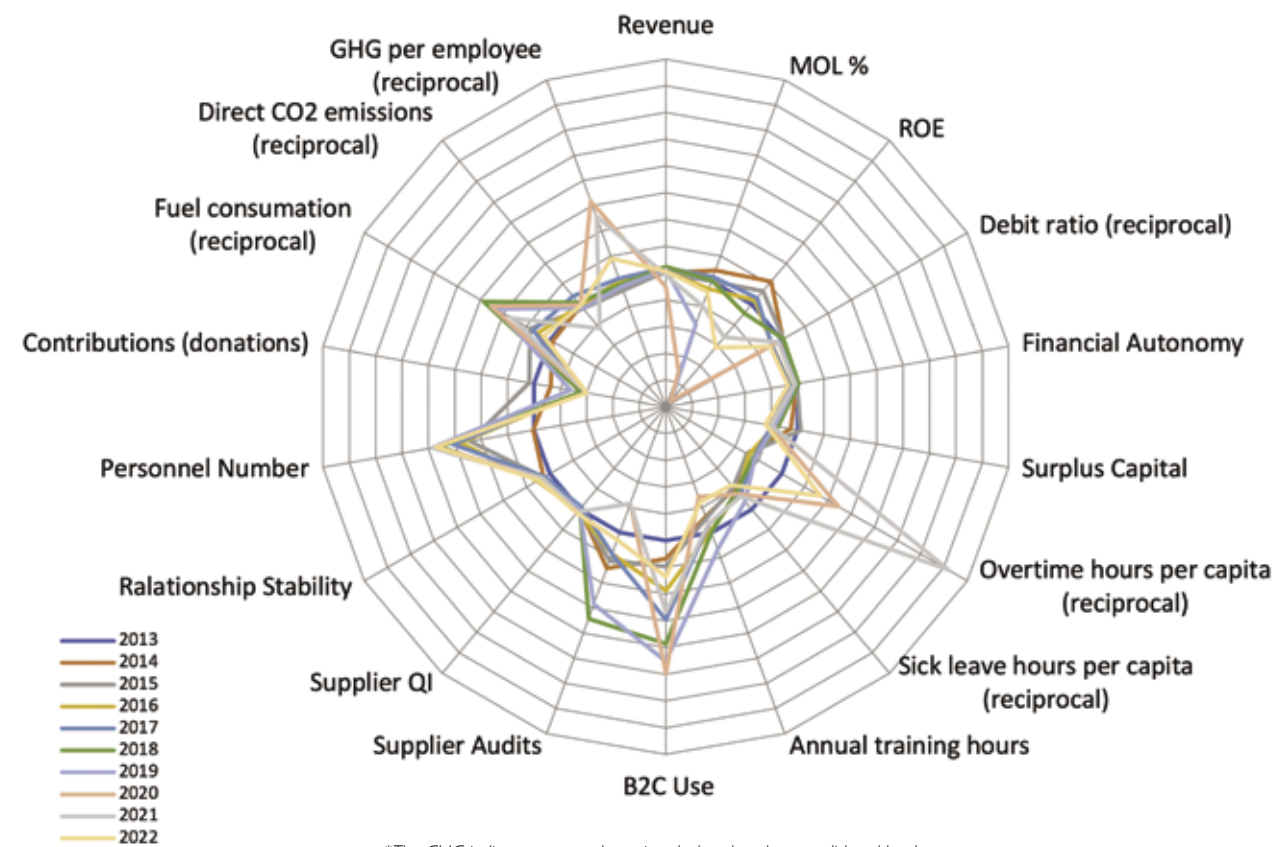 Revenue
MOL %
ROE
Debit ratio (reciprocal)
Financial Autonomy
Surplus Capital
Overtime hours per capita
(reciprocal)
Sick leave hours per capita
(reciprocal)
Annual training hours
B2C Use
Supplier Audits
Supplier QI
Ralationship Stability
Personnel Number
Contributions (donations)
Fuel consumation
(reciprocal)
Direct CO2 emissions
(reciprocal)
GHG per employee
(reciprocal)
2013
2014
2015
2016
2017
2018
2019
2020
2021
2022